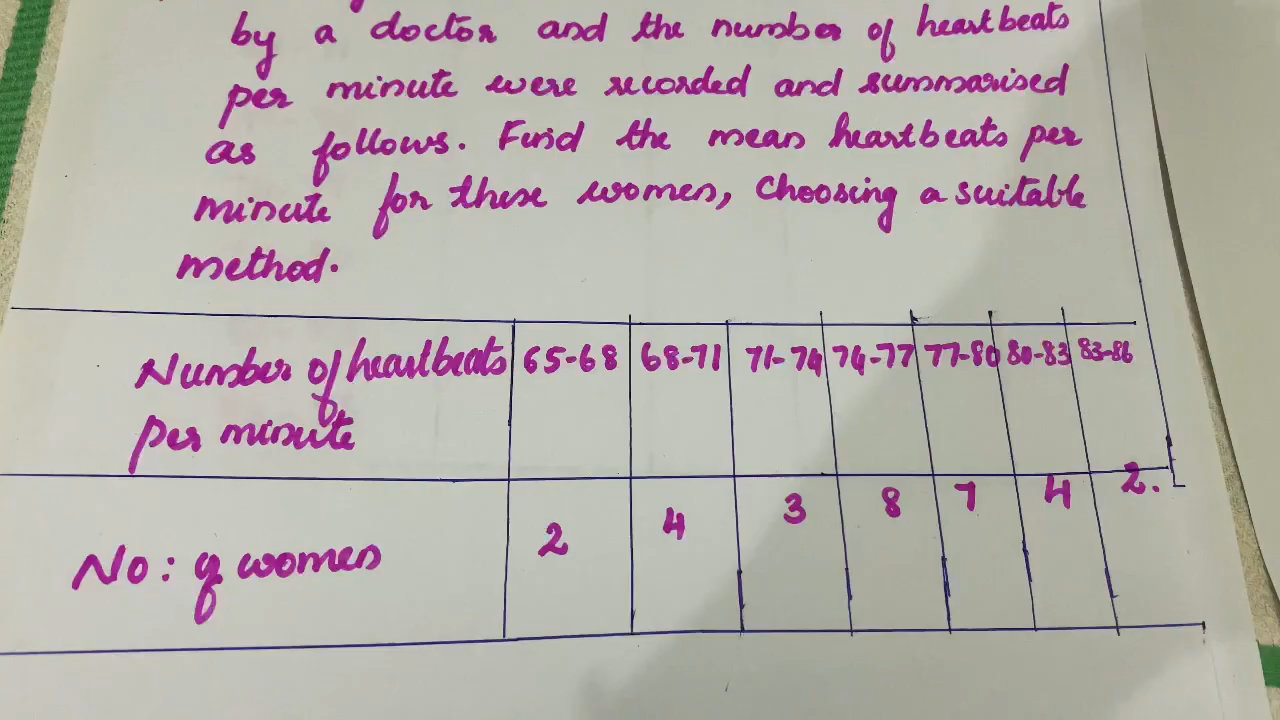 by a doctor and the number of heartbeats
per minute were recorded and summarised
as follows. Find the mean heartbeats per
minute for these women, Choosing a suitable
method.
Number of heartbeats per minute 65-68 68-71 71-74 74-77 77-80 80-83 83-86
No: of women 2 4 3 8 7 4 2.